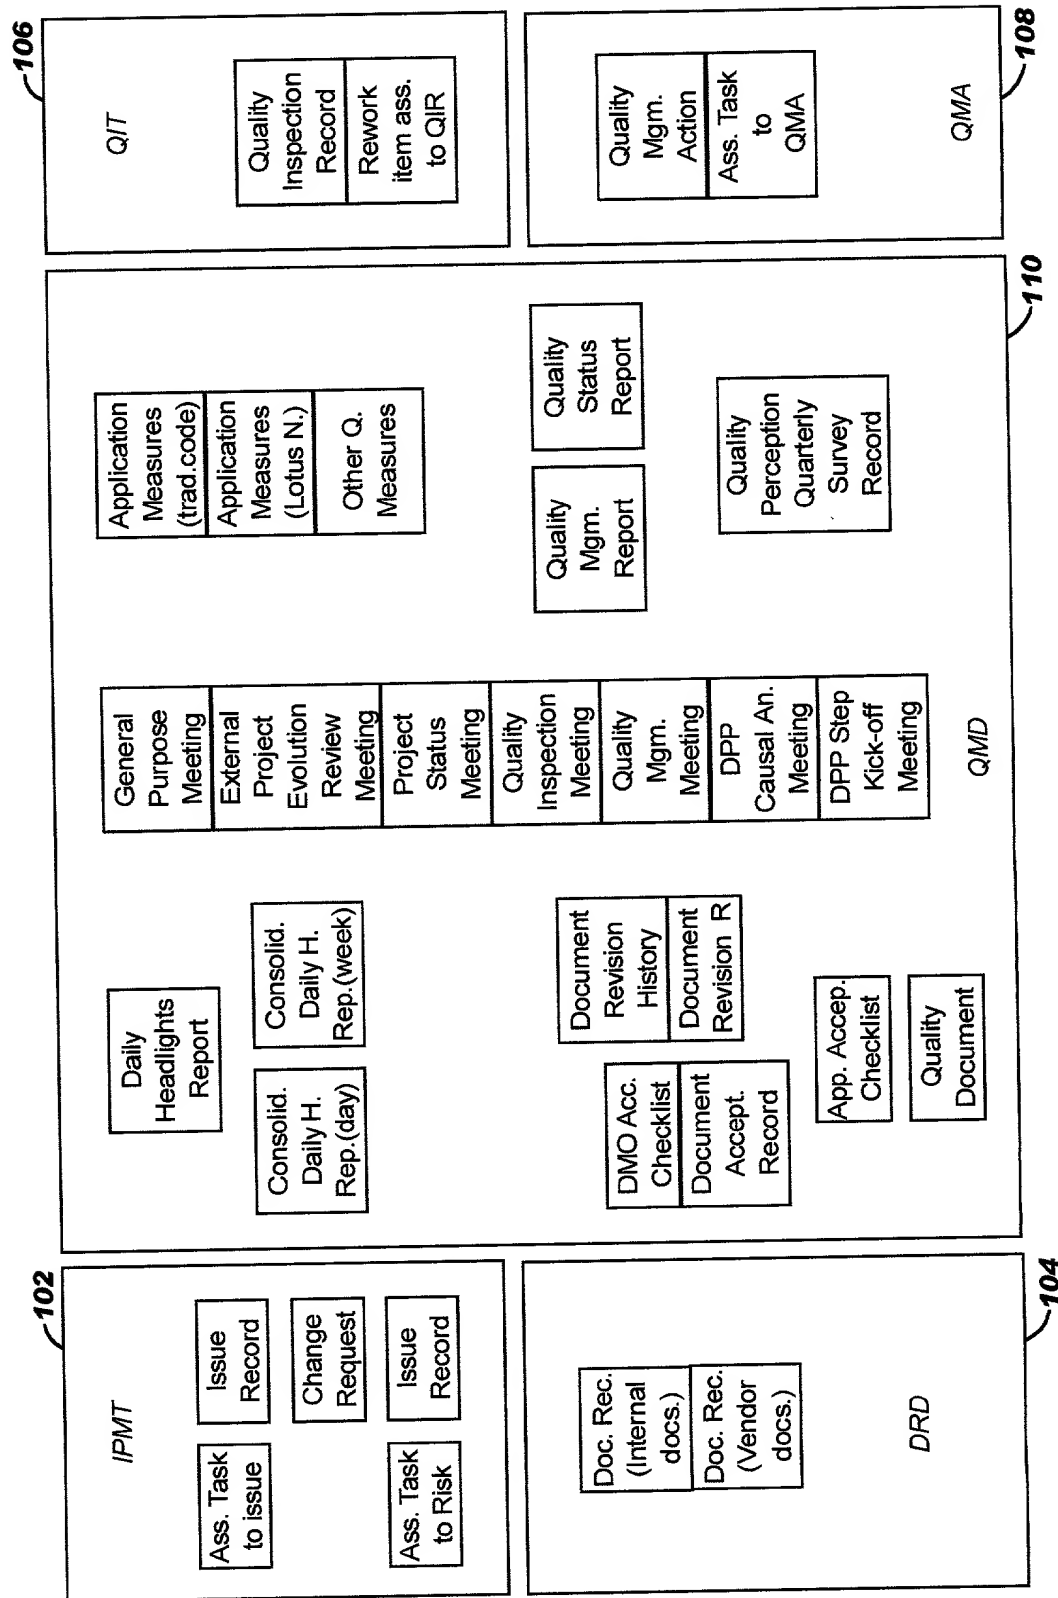 102
IPMT
Ass. Task
to issue
Issue
Record
Change
Request
Ass. Task
to Risk
Issue
Record
104
DRD
Doc. Rec.
(Internal
docs.)
Doc. Rec.
(Vendor
docs.)
110
QMD
Daily
Headlights
Report
Consolid.
Daily H.
Rep.(day)
Consolid.
Daily H.
Rep.(week)
DMO Acc.
Checklist
Document
Accept.
Record
Document
Revision
History
Document
Revision R
App. Accep.
Checklist
Quality
Document
General
Purpose
Meeting
External
Project
Evolution
Review
Meeting
Project
Status
Meeting
Quality
Inspection
Meeting
Quality
Mgm.
Meeting
DPP
Causal An.
Meeting
DPP Step
Kick-off
Meeting
Application
Measures
(trad.code)
Application
Measures
(Lotus N.)
Other Q.
Measures
Quality
Mgm.
Report
Quality
Status
Report
Quality
Perception
Quarterly
Survey
Record
106
QIT
Quality
Inspection
Record
Rework
item ass.
to QIR
108
QMA
Quality
Mgm.
Action
Ass. Task
to
QMA